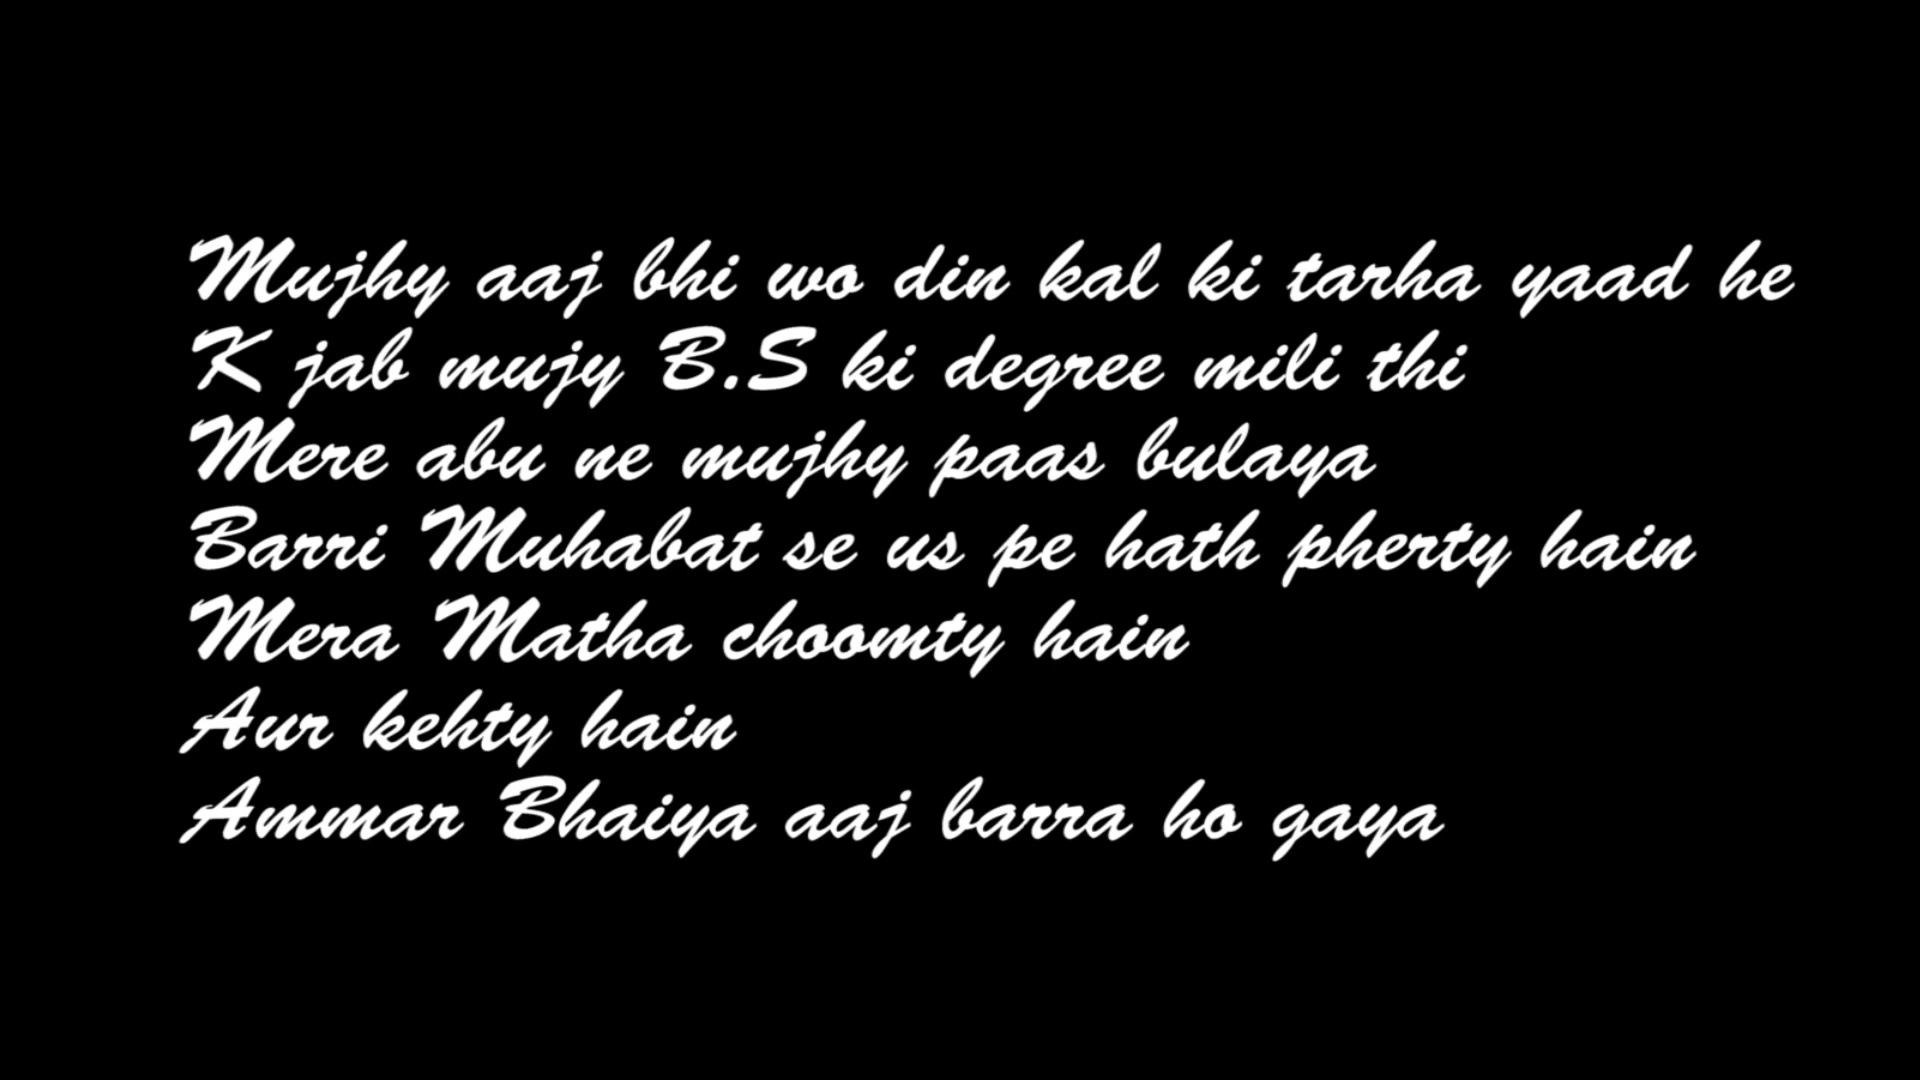 Mujhy aaj bhi wo din kal ki tarha yaad he
K jab mujy B.S ki degree mili thi
Mere abu ne mujhy paas bulaya
Barri Muhabat se us pe hath pherty hain
Mera Matha choomty hain
Aur kehty hain
Ammar Bhaiya aaj barra ho gaya